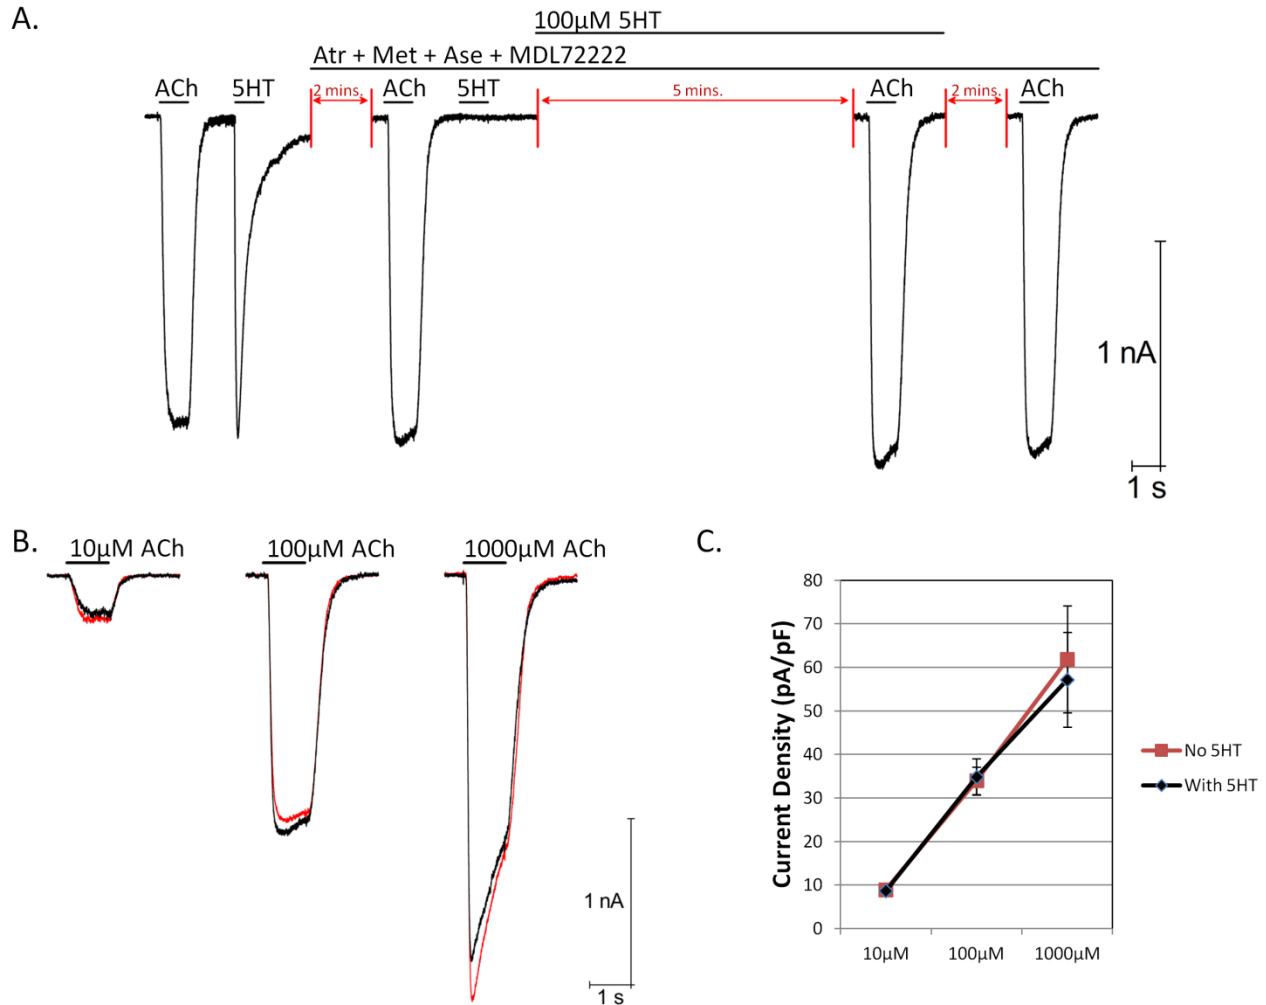 A.
100µM 5HT
Atr + Met + Ase + MDL72222
ACh 5HT 2 mins. ACh 5HT 5 mins. ACh 2 mins. ACh
1 nA
1 s
B.
10µM ACh 100µM ACh 1000µM ACh
1 nA
1 s
C.
Current Density (pA/pF)
80
70
60
50
40
30
20
10
0
10µM 100µM 1000µM
No 5HT
With 5HT